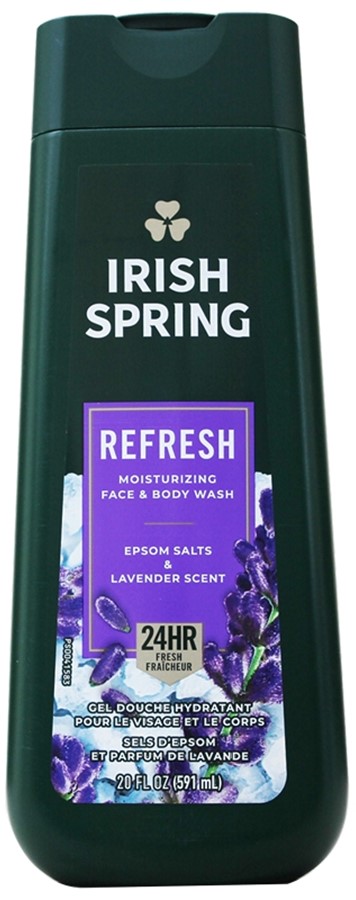 IRISH
SPRING
REFRESH
MOISTURIZING
FACE & BODY WASH
EPSOM SALTS
&
LAVENDER SCENT
24HR
FRESH
FRAÎCHEUR
P50041583
GEL DOUCHE HYDRATANT
POUR LE VISAGE ET LE CORPS
SELS D'EPSOM
ET PARFUM DE LAVANDE
20 FL OZ (591 mL)